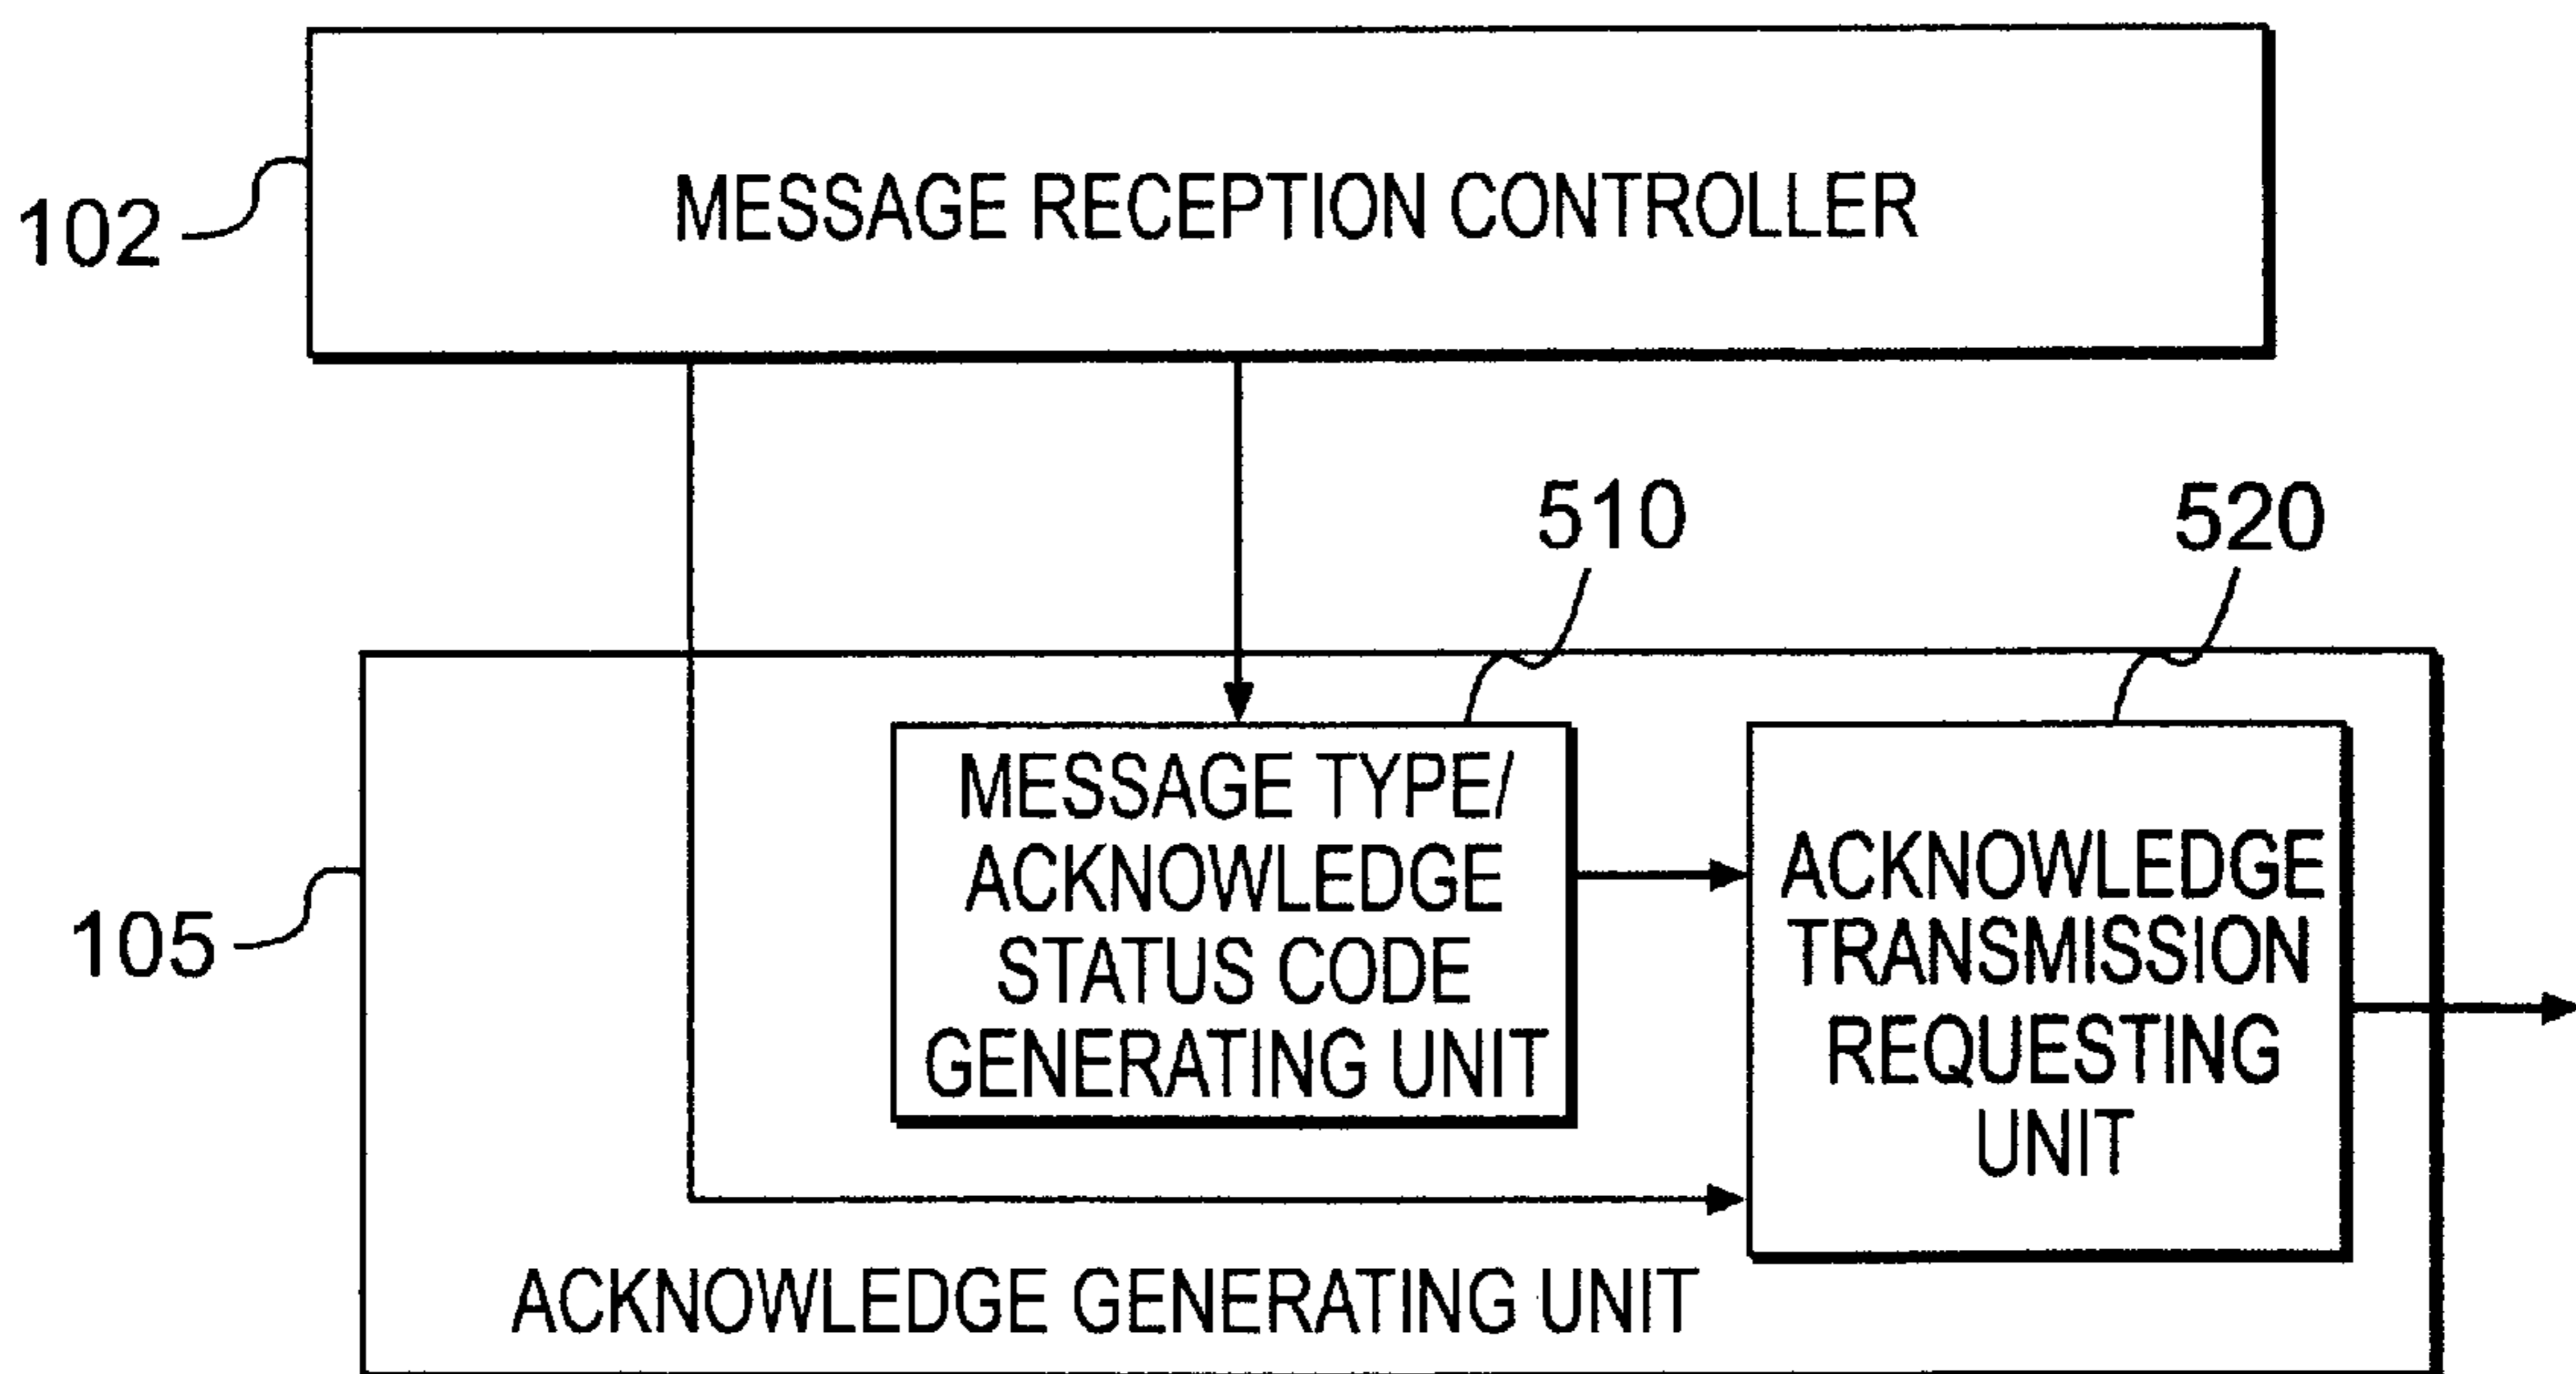 102
MESSAGE RECEPTION CONTROLLER
510
520
105
MESSAGE TYPE/
ACKNOWLEDGE
STATUS CODE
GENERATING UNIT
ACKNOWLEDGE
TRANSMISSION
REQUESTING
UNIT
ACKNOWLEDGE GENERATING UNIT